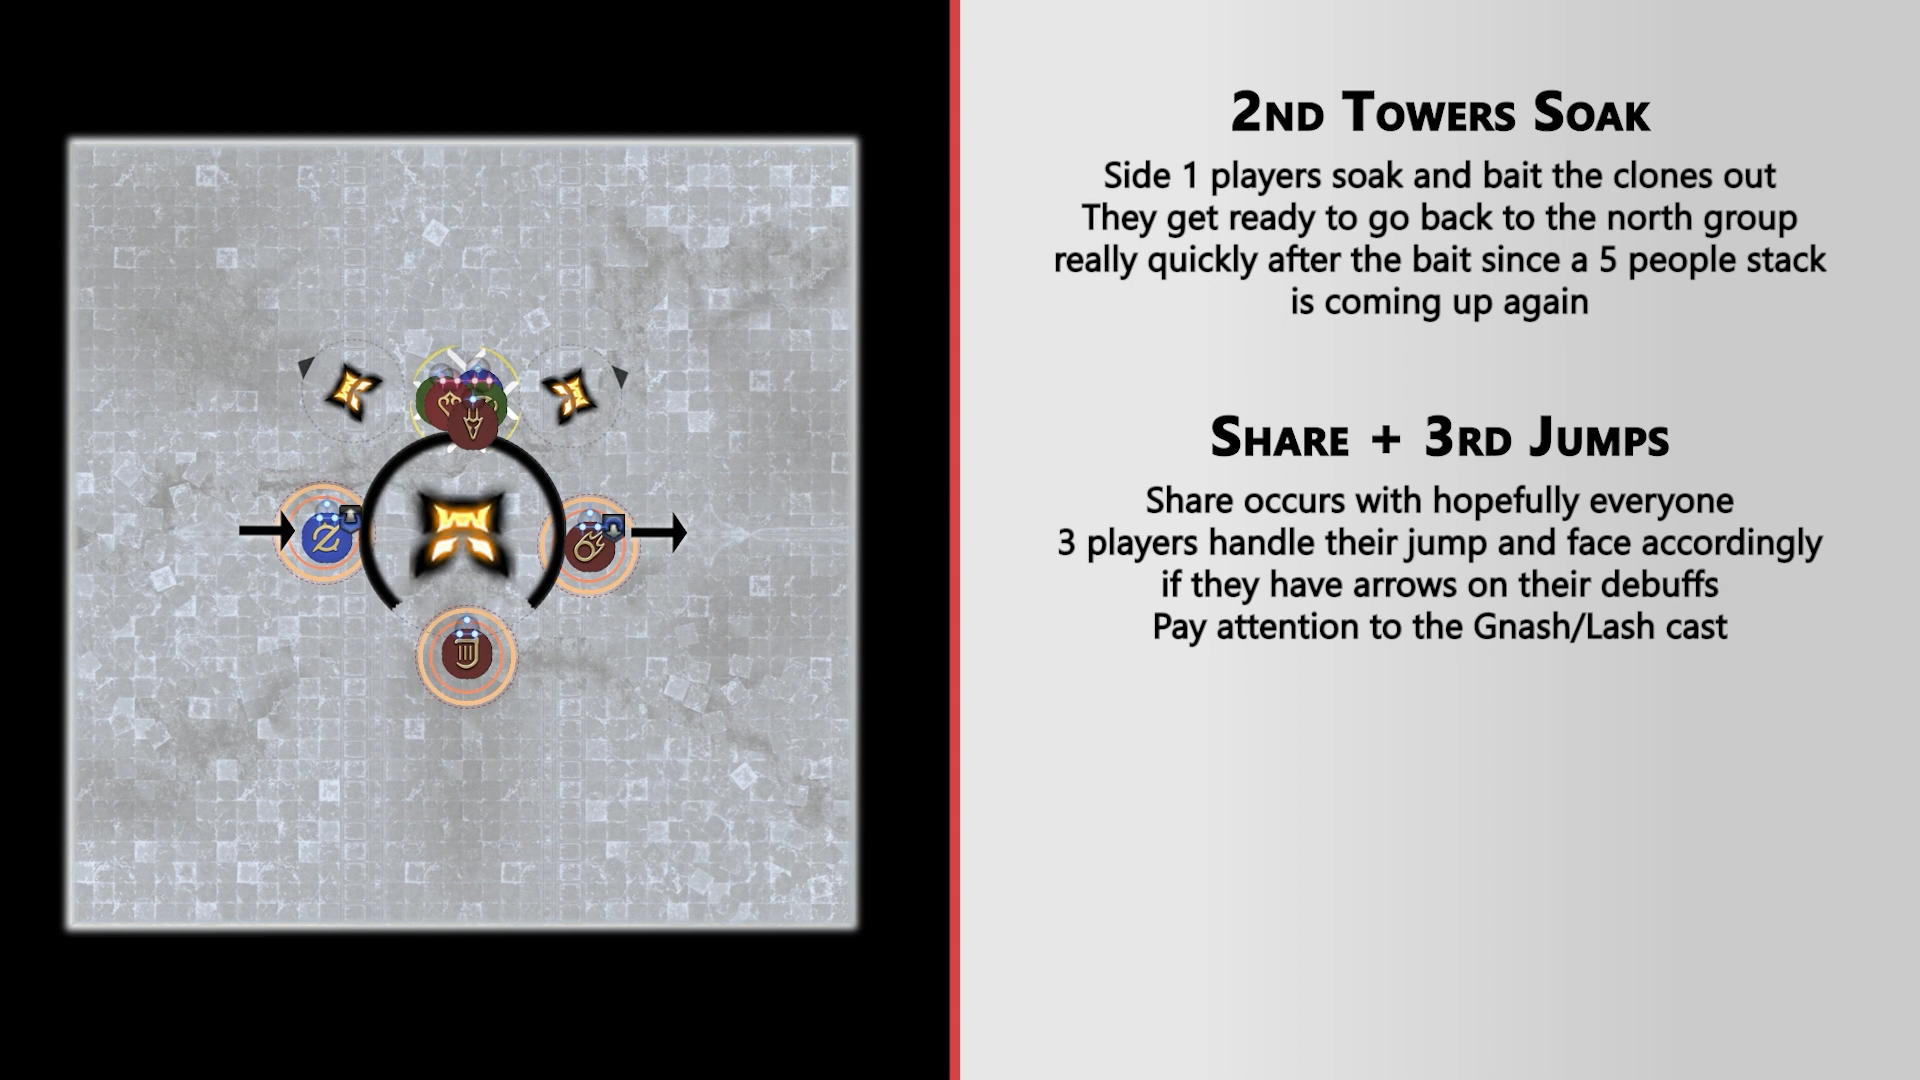 2nd Towers Soak
Side 1 players soak and bait the clones out
They get ready to go back to the north group
really quickly after the bait since a 5 people stack
is coming up again
Share + 3rd Jumps
Share occurs with hopefully everyone
3 players handle their jump and face accordingly
if they have arrows on their debuffs
Pay attention to the Gnash/Lash cast